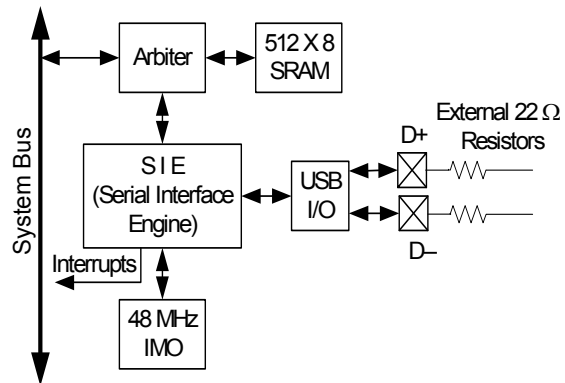 System Bus
Arbiter
512 X 8
SRAM
External 22 Ω
Resistors
D+
S I E
(Serial Interface
Engine)
USB
I/O
D–
Interrupts
48 MHz
IMO